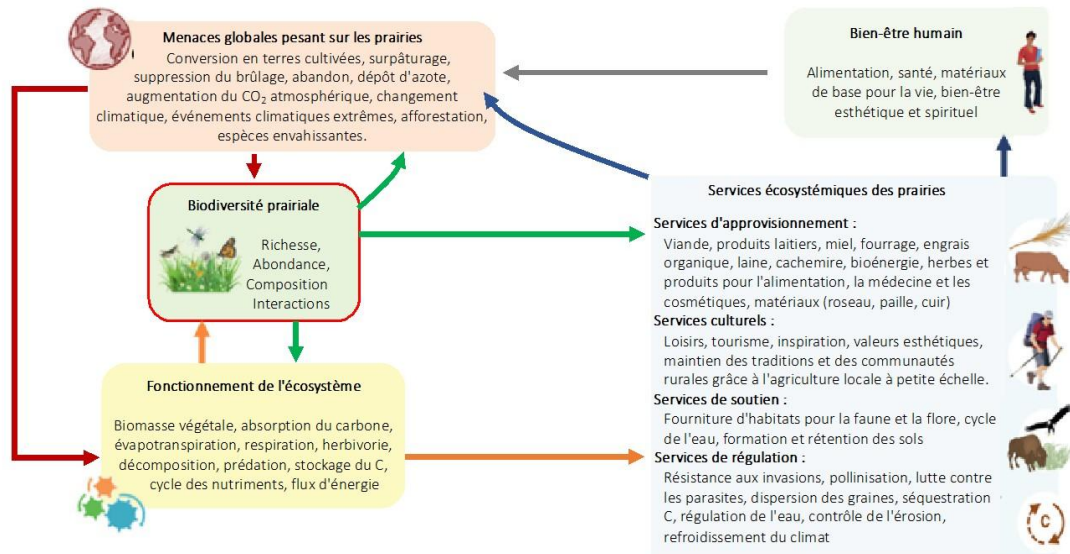 Menaces globales pesant sur les prairies
Conversion en terres cultivées, surpâturage,
suppression du brûlage, abandon, dépôt d'azote,
augmentation du CO₂ atmosphérique, changement
climatique, événements climatiques extrêmes, afforestation,
espèces envahissantes.
Bien-être humain
Alimentation, santé, matériaux
de base pour la vie, bien-être
esthétique et spirituel
Biodiversité prairiale
Richesse,
Abondance,
Composition
Interactions
Fonctionnement de l'écosystème
Biomasse végétale, absorption du carbone,
évapotranspiration, respiration, herbivorie,
décomposition, prédation, stockage du C,
cycle des nutriments, flux d'énergie
Services écosystémiques des prairies
Services d'approvisionnement :
Viande, produits laitiers, miel, fourrage, engrais
organique, laine, cachemire, bioénergie, herbes et
produits pour l'alimentation, la médecine et les
cosmétiques, matériaux (roseau, paille, cuir)
Services culturels :
Loisirs, tourisme, inspiration, valeurs esthétiques,
maintien des traditions et des communautés
rurales grâce à l'agriculture locale à petite échelle.
Services de soutien :
Fourniture d'habitats pour la faune et la flore, cycle
de l'eau, formation et rétention des sols
Services de régulation :
Résistance aux invasions, pollinisation, lutte contre
les parasites, dispersion des graines, séquestration
C, régulation de l'eau, contrôle de l'érosion,
refroidissement du climat
C